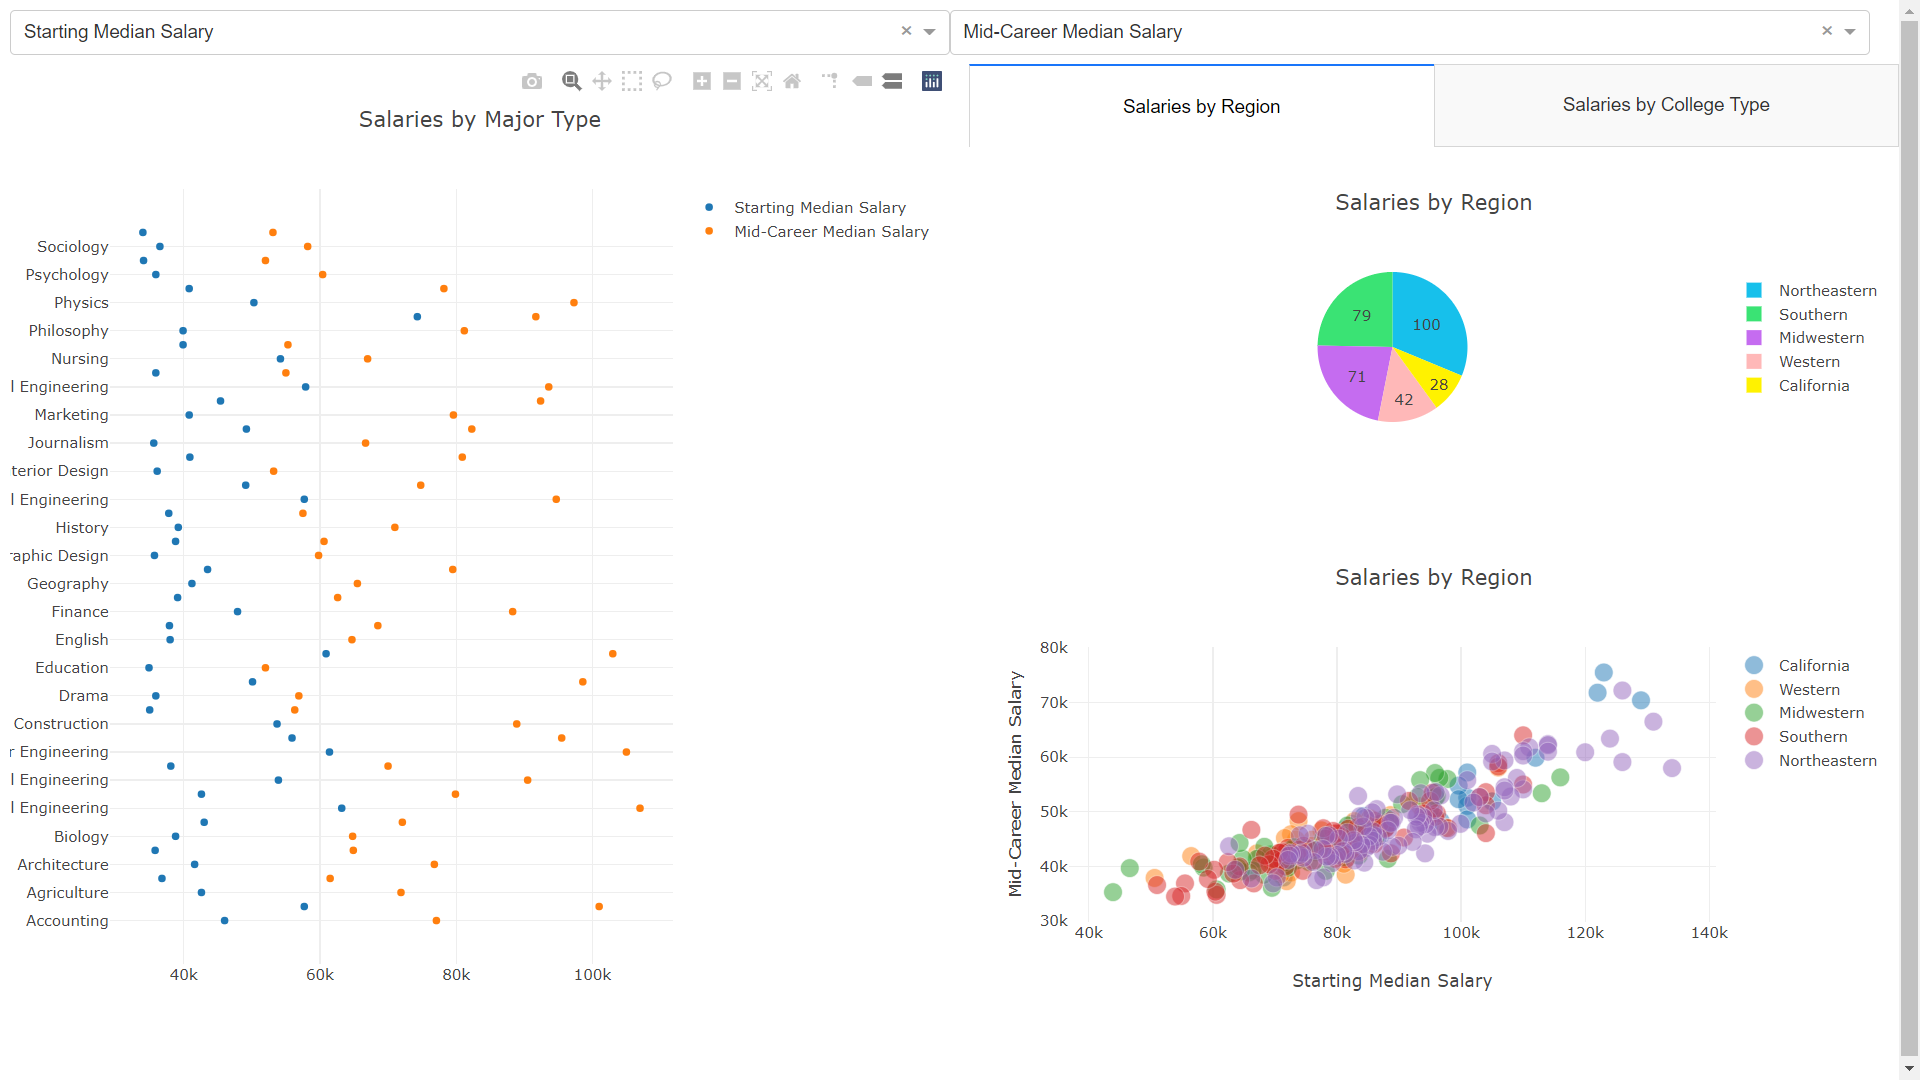 Starting Median Salary
Mid-Career Median Salary
Salaries by Region
Salaries by College Type
Salaries by Major Type
Starting Median Salary
Mid-Career Median Salary
Sociology
Psychology
Physics
Philosophy
Nursing
l Engineering
Marketing
Journalism
terior Design
l Engineering
History
raphic Design
Geography
Finance
English
Education
Drama
Construction
r Engineering
l Engineering
l Engineering
Biology
Architecture
Agriculture
Accounting
40k 60k 80k 100k
Salaries by Region
79
100
71
28
42
Northeastern
Southern
Midwestern
Western
California
Salaries by Region
Mid-Career Median Salary
80k
70k
60k
50k
40k
30k
40k 60k 80k 100k 120k 140k
Starting Median Salary
California
Western
Midwestern
Southern
Northeastern